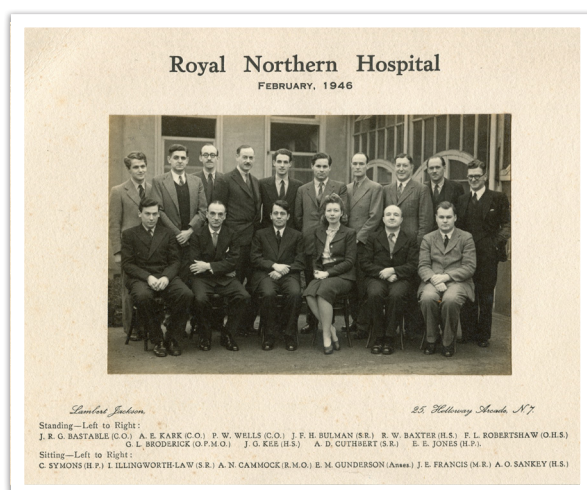 Royal Northern Hospital
FEBRUARY, 1946
Lambert Jackson, 25, Holloway Arcade, N.7.
Standing—Left to Right :
J. R. G. BASTABLE (C.O.) A. E. KARK (C.O.) P. W. WELLS (C.O.) J. F. H. BULMAN (S.R.) R. W. BAXTER (H.S.) F. L. ROBERTSHAW (O.H.S.)
G. L. BRODERICK (O.P.M.O.) J. G. KEE (H.S.) A. D. CUTHBERT (S.R.) E. E. JONES (H.P.).
Sitting—Left to Right :
C. SYMONS (H.P.) I. ILLINGWORTH-LAW (S.R.) A. N. CAMMOCK (R.M.O.) E. M. GUNDERSON (Anaes.) J. E. FRANCIS (M.R.) A. O. SANKEY (H.S.)